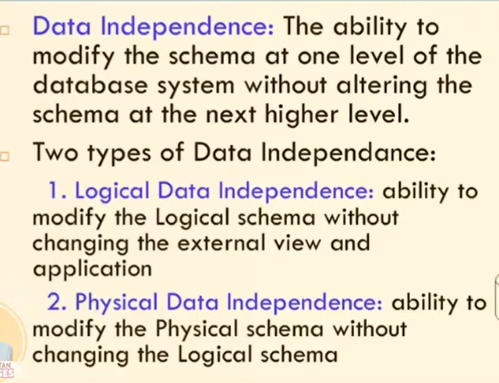 Data Independence: The ability to
modify the schema at one level of the
database system without altering the
schema at the next higher level.
Two types of Data Independance:
1. Logical Data Independence: ability to
modify the Logical schema without
changing the external view and
application
2. Physical Data Independence: ability to
modify the Physical schema without
changing the Logical schema